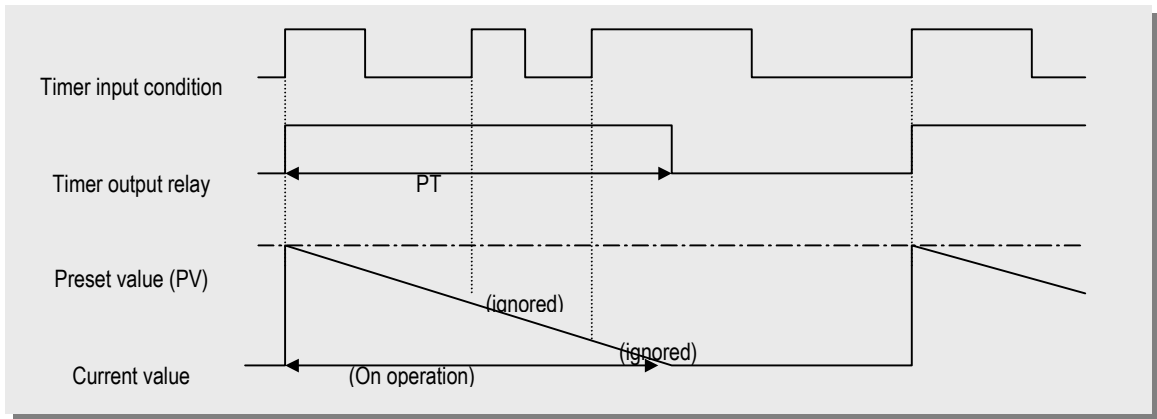 Timer input condition
Timer output relay
PT
Preset value (PV)
(ignored)
(ignored)
Current value
(On operation)